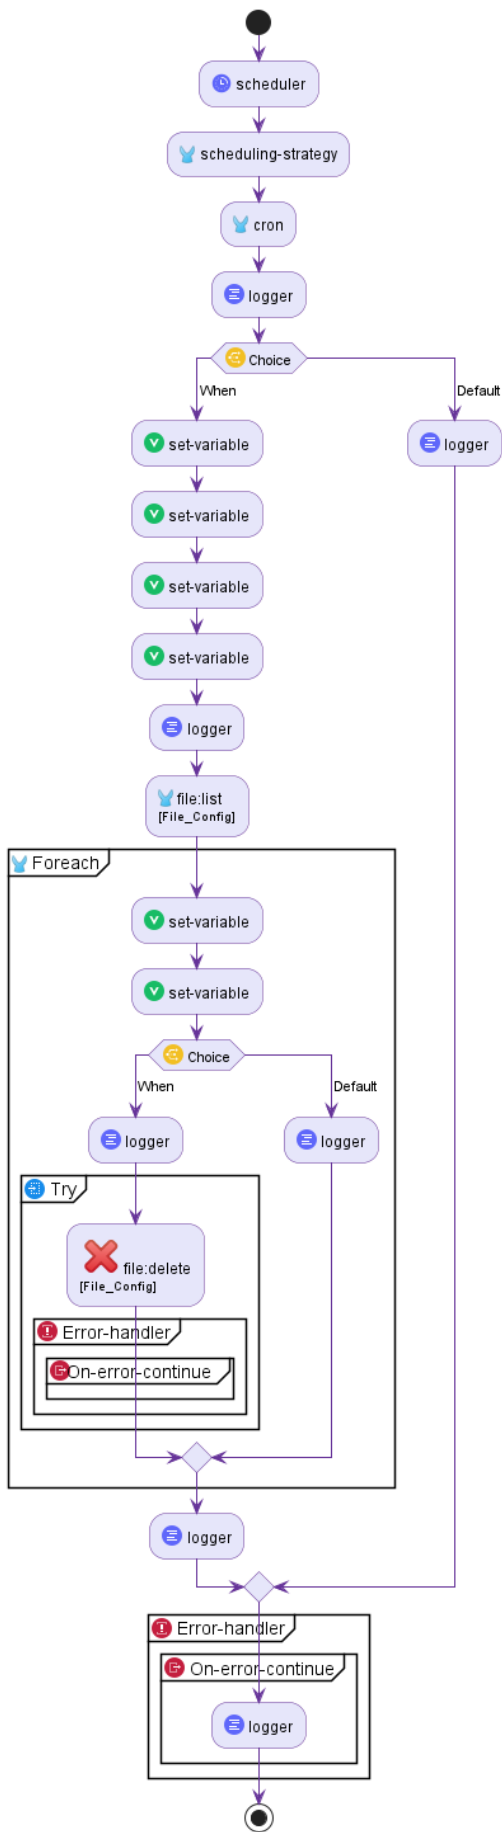 scheduler
scheduling-strategy
cron
logger
Choice
When
Default
set-variable
logger
set-variable
set-variable
set-variable
logger
file:list
[File_Config]
Foreach
set-variable
set-variable
Choice
When
Default
logger
logger
Try
file:delete
[File_Config]
Error-handler
On-error-continue
logger
Error-handler
On-error-continue
logger